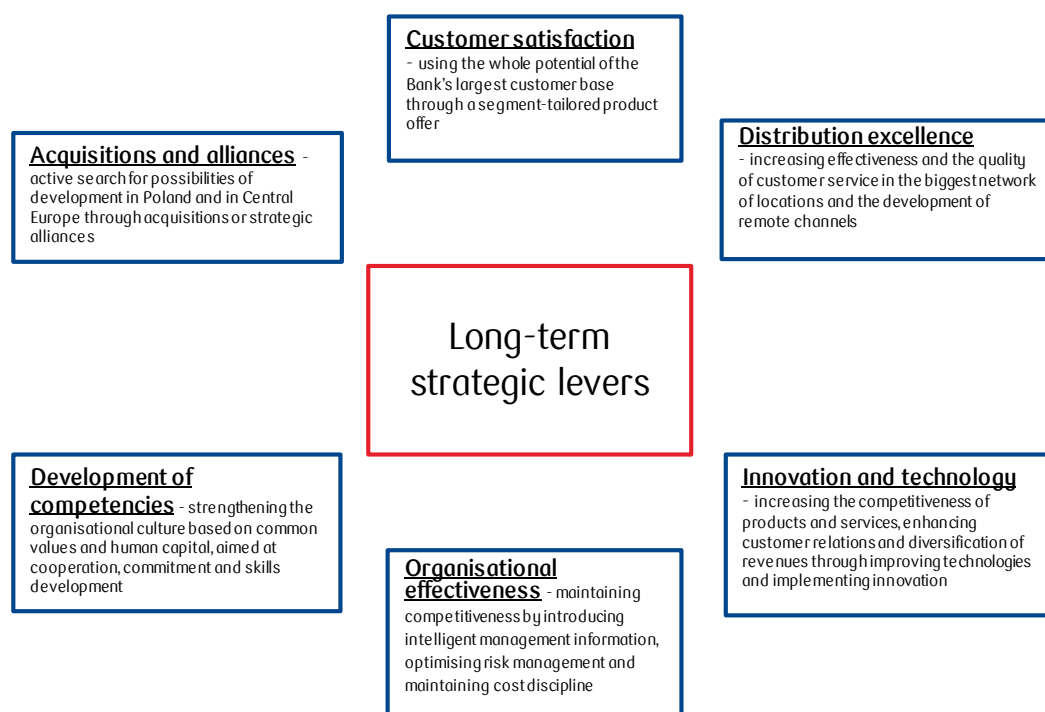 Customer satisfaction
- using the whole potential of the
Bank's largest customer base
through a segment-tailored product
offer
Distribution excellence
- increasing effectiveness and the quality
of customer service in the biggest network
of locations and the development of
remote channels
Acquisitions and alliances -
active search for possibilities of
development in Poland and in Central
Europe through acquisitions or strategic
alliances
Long-term
strategic levers
Development of
competencies - strengthening the
organisational culture based on common
values and human capital, aimed at
cooperation, commitment and skills
development
Innovation and technology
- increasing the competitiveness of
products and services, enhancing
customer relations and diversification of
revenues through improving technologies
and implementing innovation
Organisational
effectiveness - maintaining
competitiveness by introducing
intelligent management information,
optimising risk management and
maintaining cost discipline